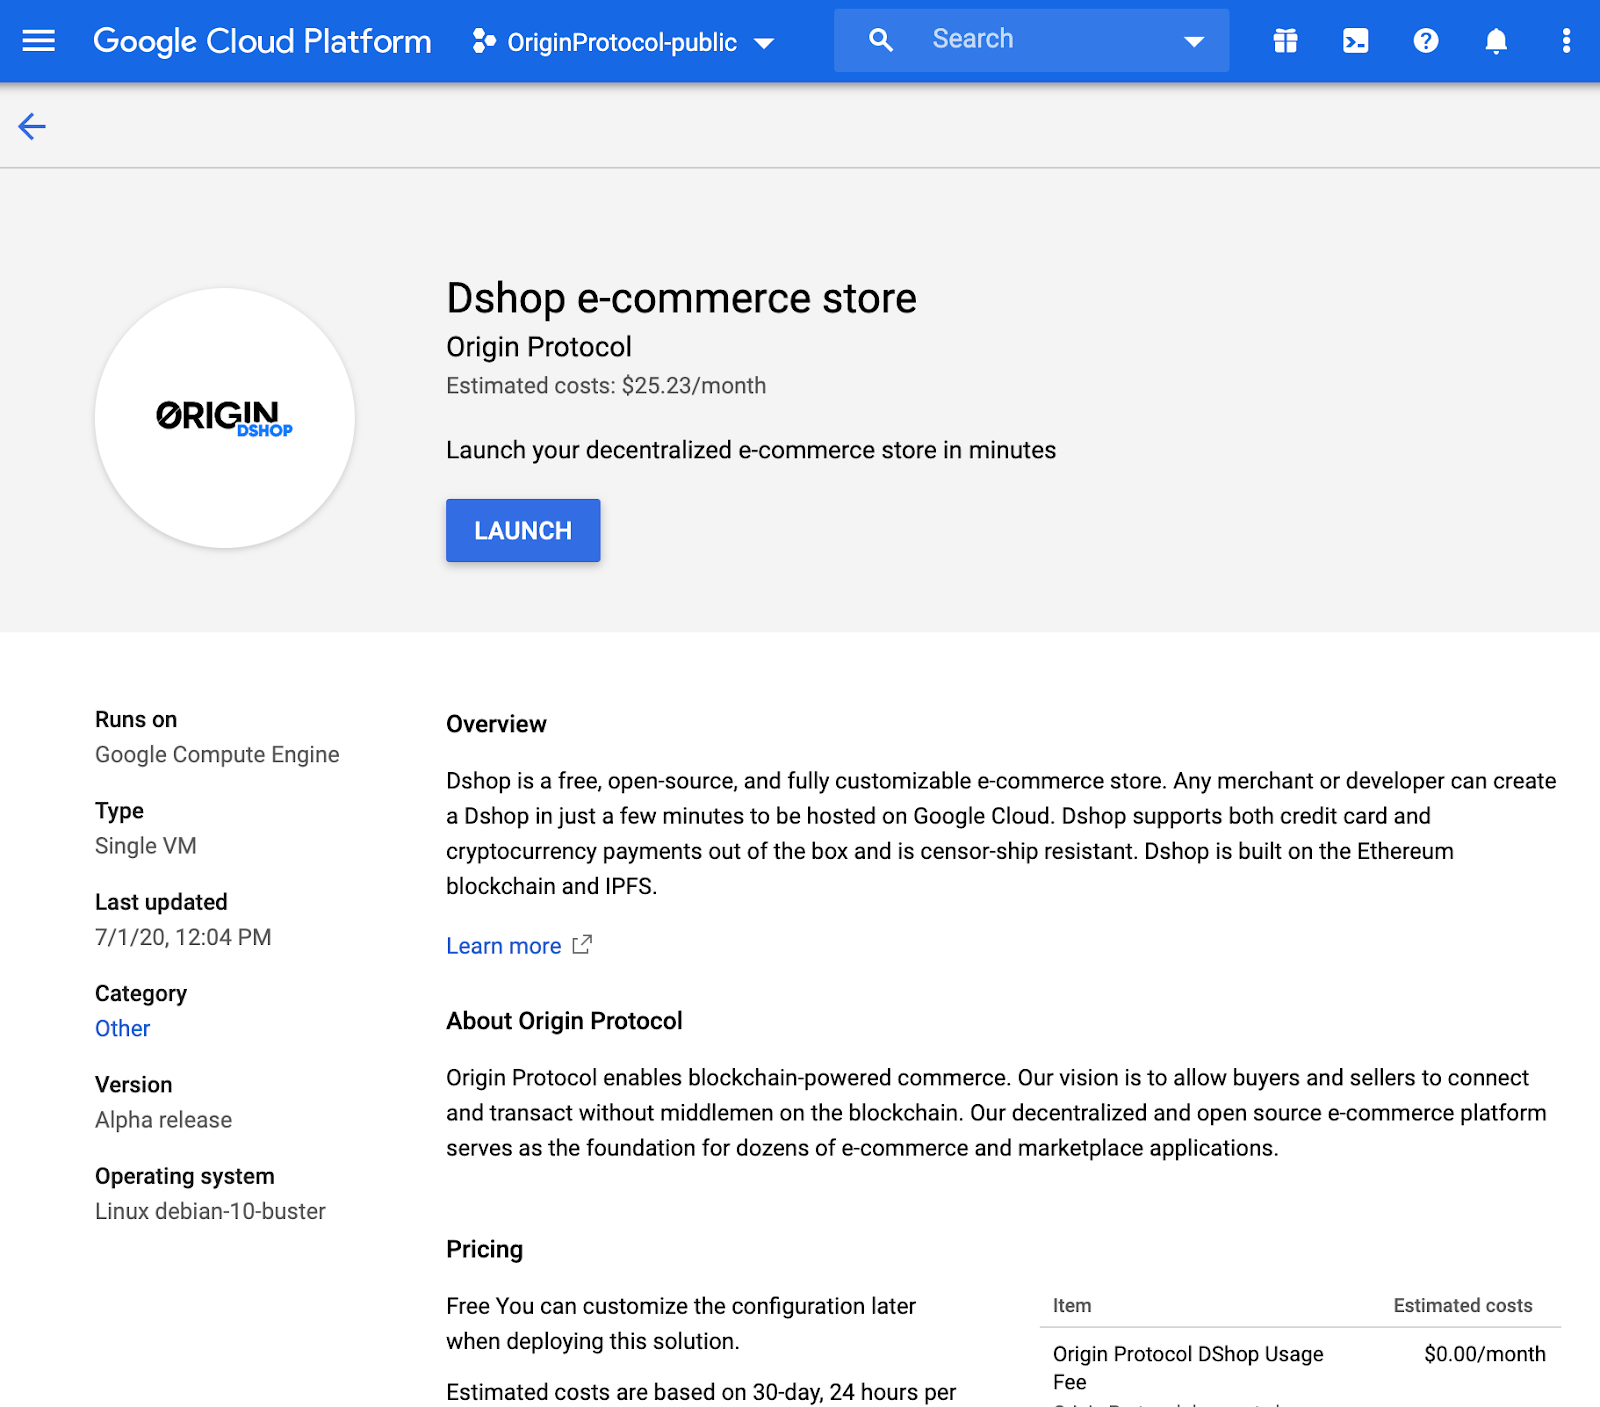 Google Cloud Platform
OriginProtocol-public
Search
Dshop e-commerce store
Origin Protocol
Estimated costs: $25.23/month
ORIGIN
DSHOP
Launch your decentralized e-commerce store in minutes
LAUNCH
Runs on
Google Compute Engine
Type
Single VM
Last updated
7/1/20, 12:04 PM
Category
Other
Version
Alpha release
Operating system
Linux debian-10-buster
Overview
Dshop is a free, open-source, and fully customizable e-commerce store. Any merchant or developer can create
a Dshop in just a few minutes to be hosted on Google Cloud. Dshop supports both credit card and
cryptocurrency payments out of the box and is censor-ship resistant. Dshop is built on the Ethereum
blockchain and IPFS.
Learn more
About Origin Protocol
Origin Protocol enables blockchain-powered commerce. Our vision is to allow buyers and sellers to connect
and transact without middlemen on the blockchain. Our decentralized and open source e-commerce platform
serves as the foundation for dozens of e-commerce and marketplace applications.
Pricing
Free You can customize the configuration later
when deploying this solution.
Estimated costs are based on 30-day, 24 hours per
Item Estimated costs
Origin Protocol DShop Usage $0.00/month
Fee